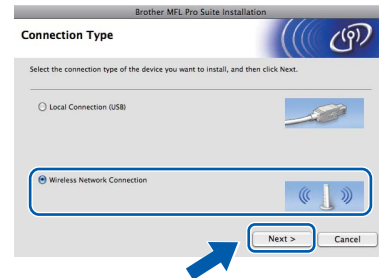 Brother MFL Pro Suite Installation
Connection Type
Select the connection type of the device you want to install, and then click Next.
Local Connection (USB)
Wireless Network Connection
Next >
Cancel